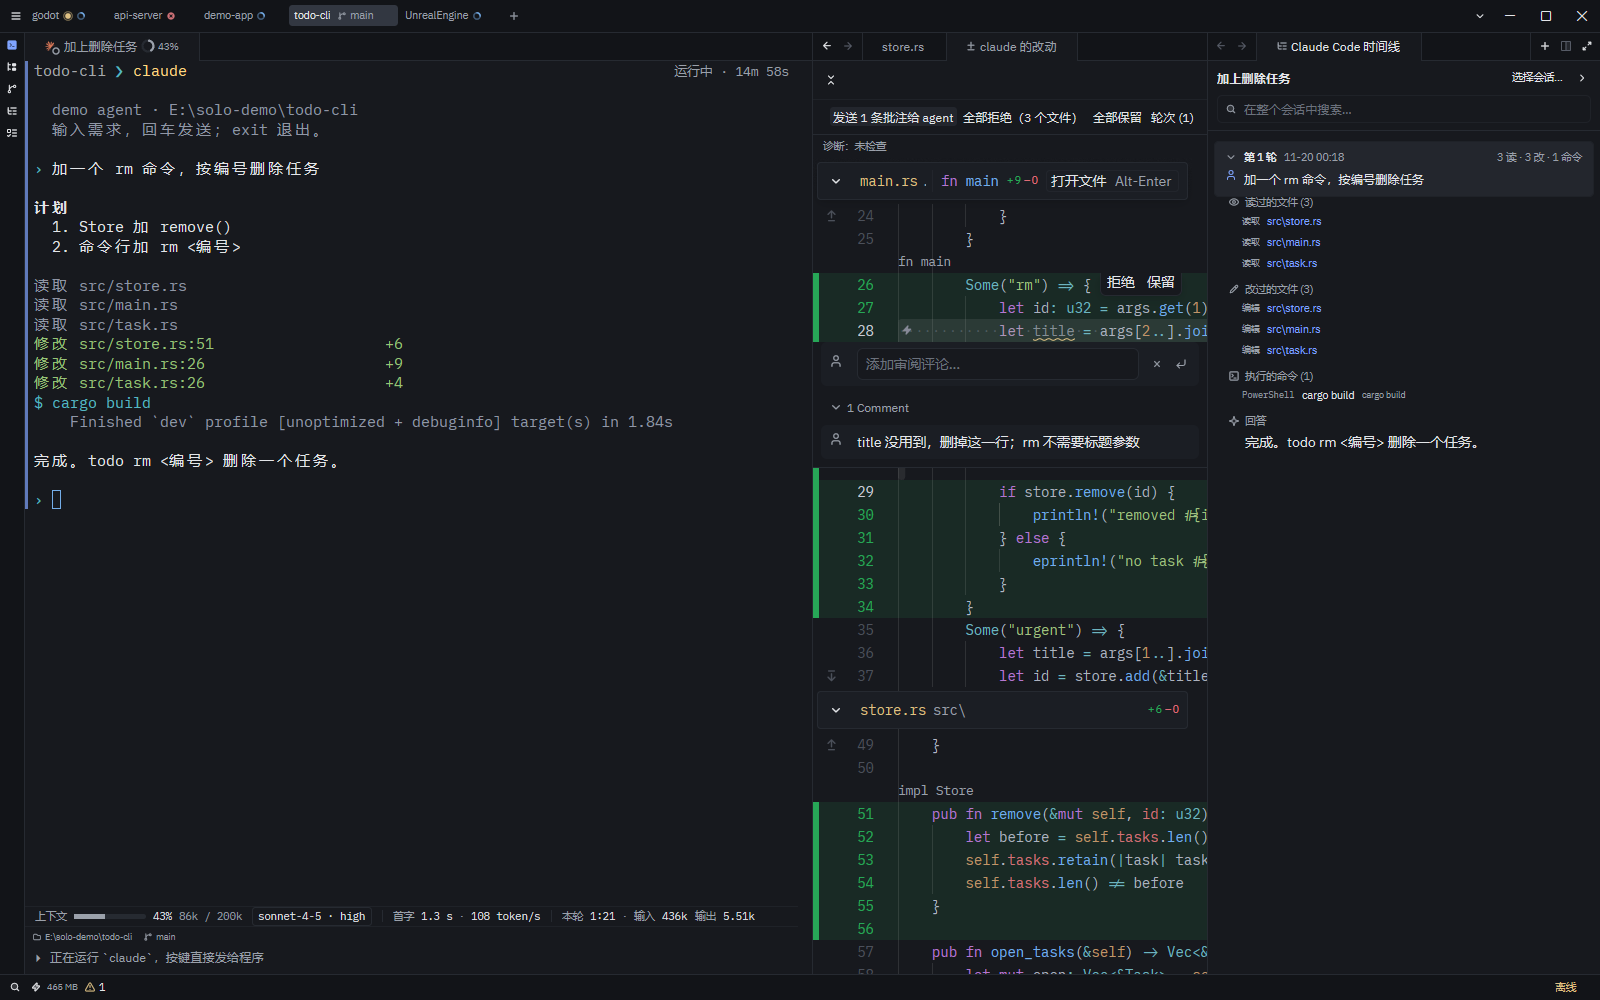 godot
api-server
demo-app
todo-cli main
UnrealEngine
加上删除任务 43%
todo-cli ❯ claude
运行中 · 14m 58s
demo agent · E:\solo-demo\todo-cli
输入需求，回车发送；exit 退出。
› 加一个 rm 命令，按编号删除任务
计划
1. Store 加 remove()
2. 命令行加 rm <编号>
读取 src/store.rs
读取 src/main.rs
读取 src/task.rs
修改 src/store.rs:51 +6
修改 src/main.rs:26 +9
修改 src/task.rs:26 +4
$ cargo build
Finished `dev` profile [unoptimized + debuginfo] target(s) in 1.84s
完成。todo rm <编号> 删除一个任务。
›
上下文 43% 86k / 200k sonnet-4-5 · high 首字 1.3 s · 108 token/s 本轮 1:21 · 输入 436k 输出 5.51k
E:\solo-demo\todo-cli main
正在运行 `claude`，按键直接发给程序
465 MB 1
store.rs
± claude 的改动
发送 1 条批注给 agent 全部拒绝（3 个文件） 全部保留 轮次 (1)
诊断：未检查
main.rs . fn main +9−0 打开文件 Alt-Enter
24 }
25 }
fn main
26 Some("rm") => {
拒绝 保留
27 let id: u32 = args.get(1)
28 let title = args[2..].joi
添加审阅评论...
1 Comment
title 没用到，删掉这一行；rm 不需要标题参数
29 if store.remove(id) {
30 println!("removed #{i
31 } else {
32 eprintln!("no task #{
33 }
34 }
35 Some("urgent") => {
36 let title = args[1..].joi
37 let id = store.add(&title
store.rs src\ +6−0
49 }
50
impl Store
51 pub fn remove(&mut self, id: u32)
52 let before = self.tasks.len()
53 self.tasks.retain(|task| task
54 self.tasks.len() != before
55 }
56
57 pub fn open_tasks(&self) -> Vec<&
58 let mut open: Vec<&Task> = se
Claude Code 时间线
加上删除任务
选择会话...
在整个会话中搜索...
第 1 轮 11-20 00:18 3 读 · 3 改 · 1 命令
加一个 rm 命令，按编号删除任务
读过的文件 (3)
读取 src\store.rs
读取 src\main.rs
读取 src\task.rs
改过的文件 (3)
编辑 src\store.rs
编辑 src\main.rs
编辑 src\task.rs
执行的命令 (1)
PowerShell cargo build cargo build
回答
完成。todo rm <编号> 删除一个任务。
离线